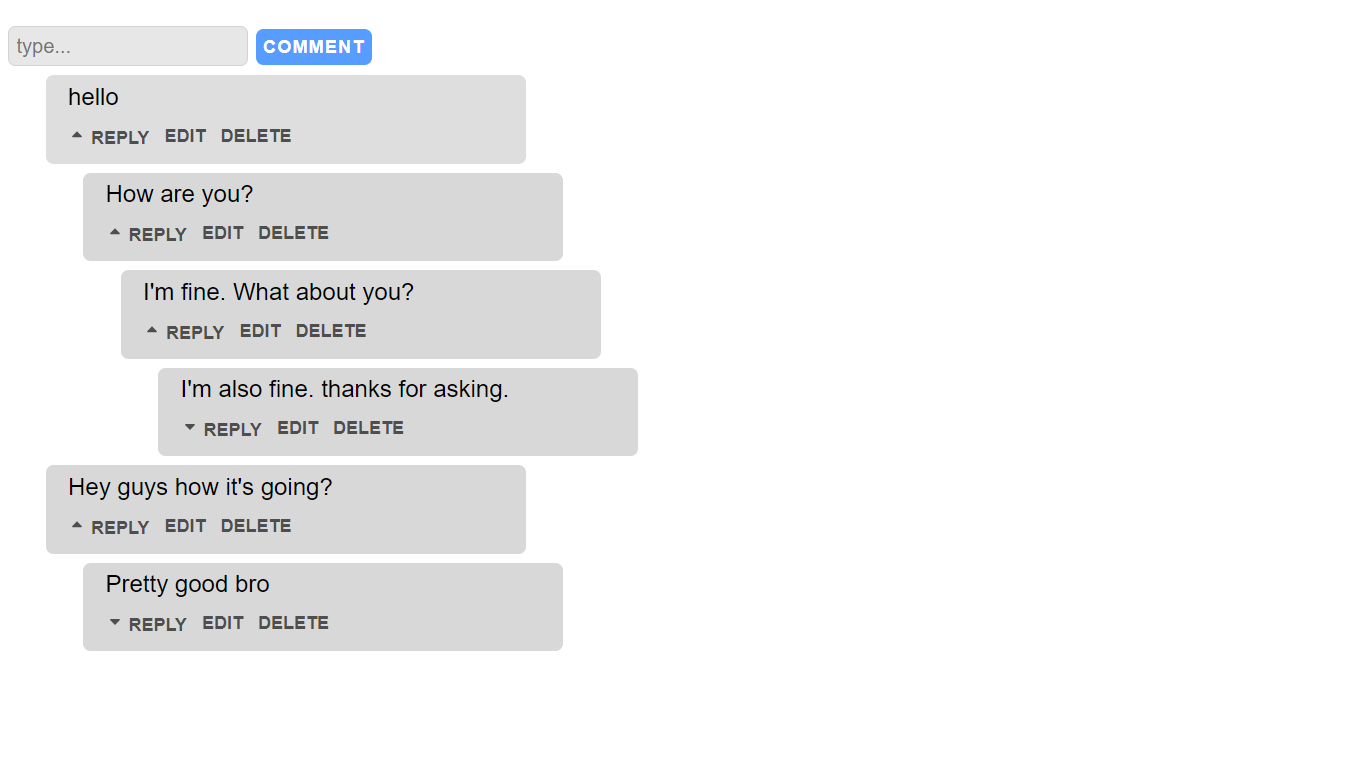 type... COMMENT
hello
REPLY EDIT DELETE
How are you?
REPLY EDIT DELETE
I'm fine. What about you?
REPLY EDIT DELETE
I'm also fine. thanks for asking.
REPLY EDIT DELETE
Hey guys how it's going?
REPLY EDIT DELETE
Pretty good bro
REPLY EDIT DELETE